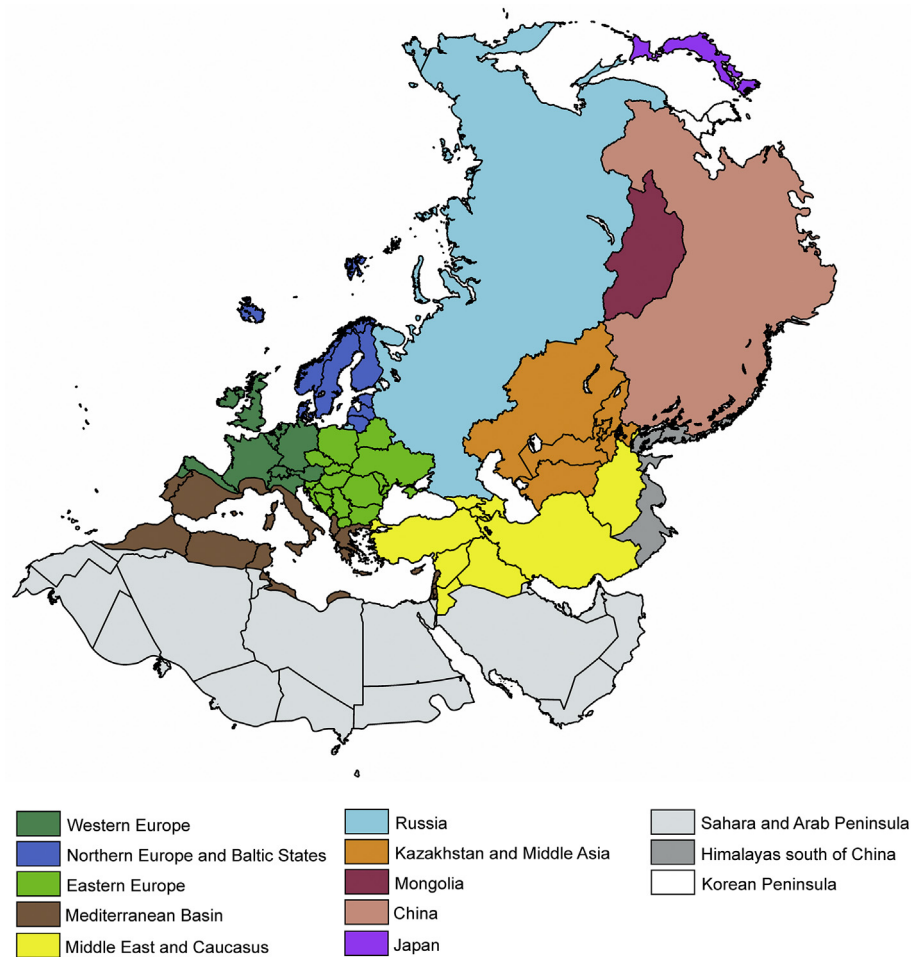 Western Europe
Northern Europe and Baltic States
Eastern Europe
Mediterranean Basin
Middle East and Caucasus
Russia
Kazakhstan and Middle Asia
Mongolia
China
Japan
Sahara and Arab Peninsula
Himalayas south of China
Korean Peninsula